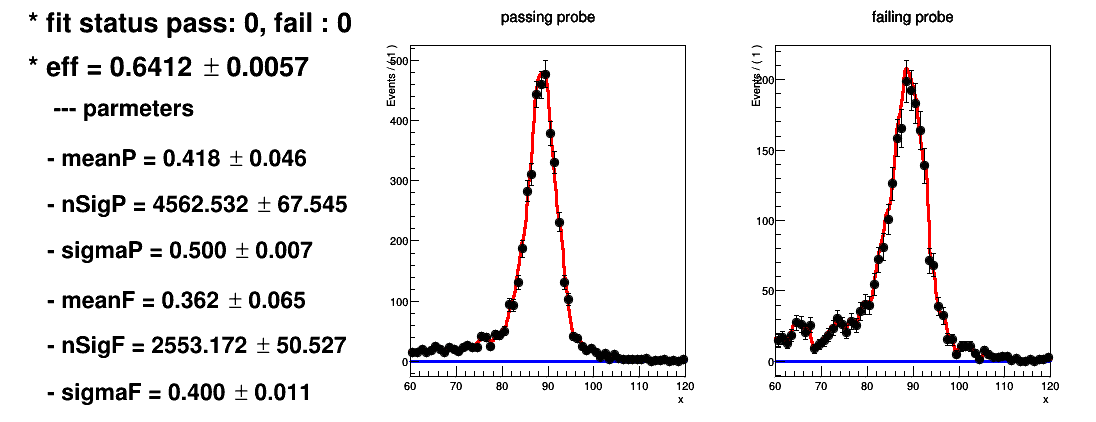 * fit status pass: 0, fail : 0
* eff = 0.6412 ± 0.0057
--- parmeters
- meanP = 0.418 ± 0.046
- nSigP = 4562.532 ± 67.545
- sigmaP = 0.500 ± 0.007
- meanF = 0.362 ± 0.065
- nSigF = 2553.172 ± 50.527
- sigmaF = 0.400 ± 0.011
passing probe
Events / ( 1 )
500
400
300
200
100
0
60 70 80 90 100 110 120
x
failing probe
Events / ( 1 )
200
150
100
50
0
60 70 80 90 100 110 120
x